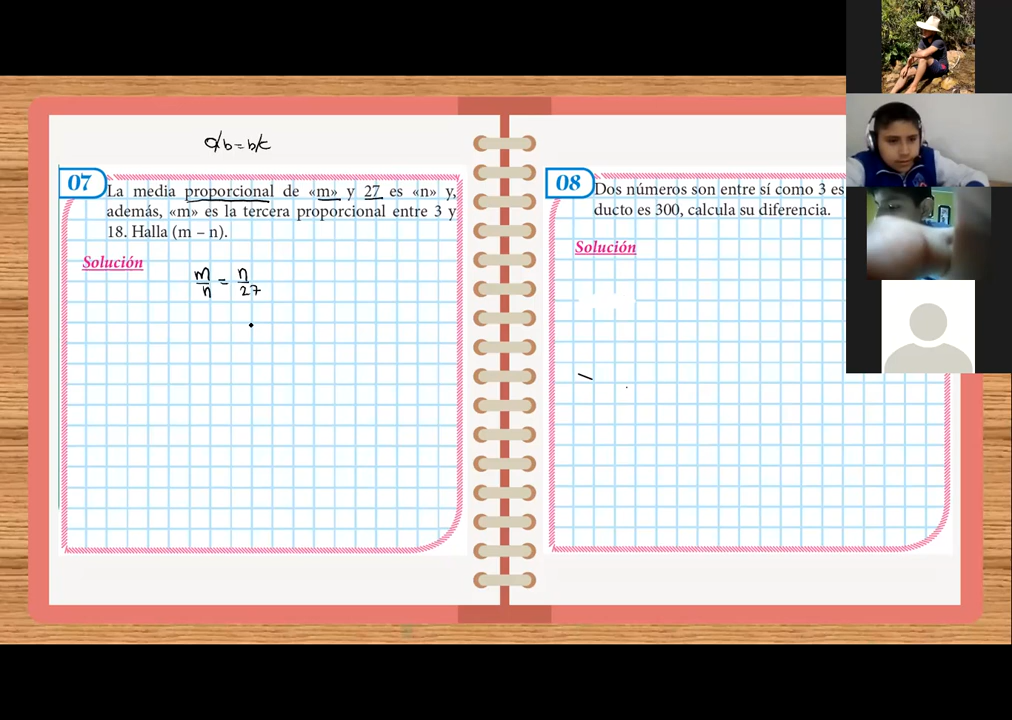 a/b = b/c
07
La media proporcional de «m» y 27 es «n» y,
además, «m» es la tercera proporcional entre 3 y
18. Halla (m – n).
Solución
m/n = n/27
08
Dos números son entre sí como 3 es
ducto es 300, calcula su diferencia.
Solución